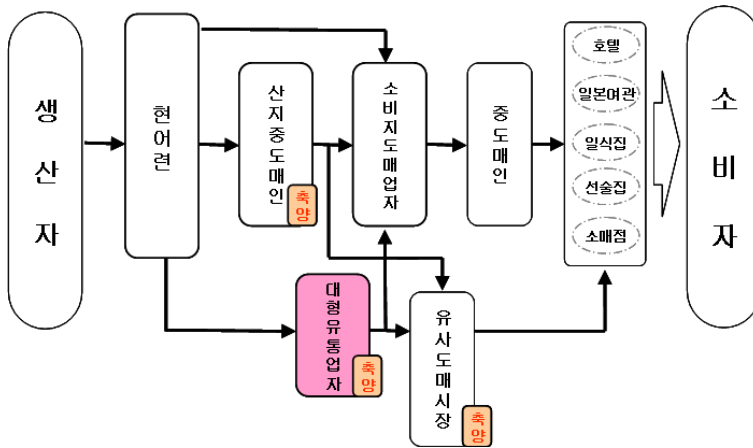 생산자
현어련
산지중도매인
축양
소비지도매업자
중도매인
호텔
일본여관
일식집
선술집
소매점
소비자
대형유통업자
축양
유사도매시장
축양